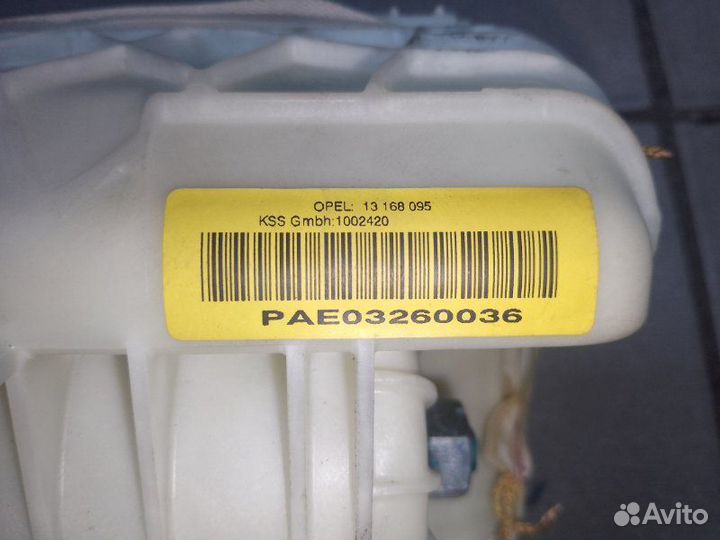 OPEL: 13 168 095
KSS Gmbh:1002420
PAE03260036
Avito